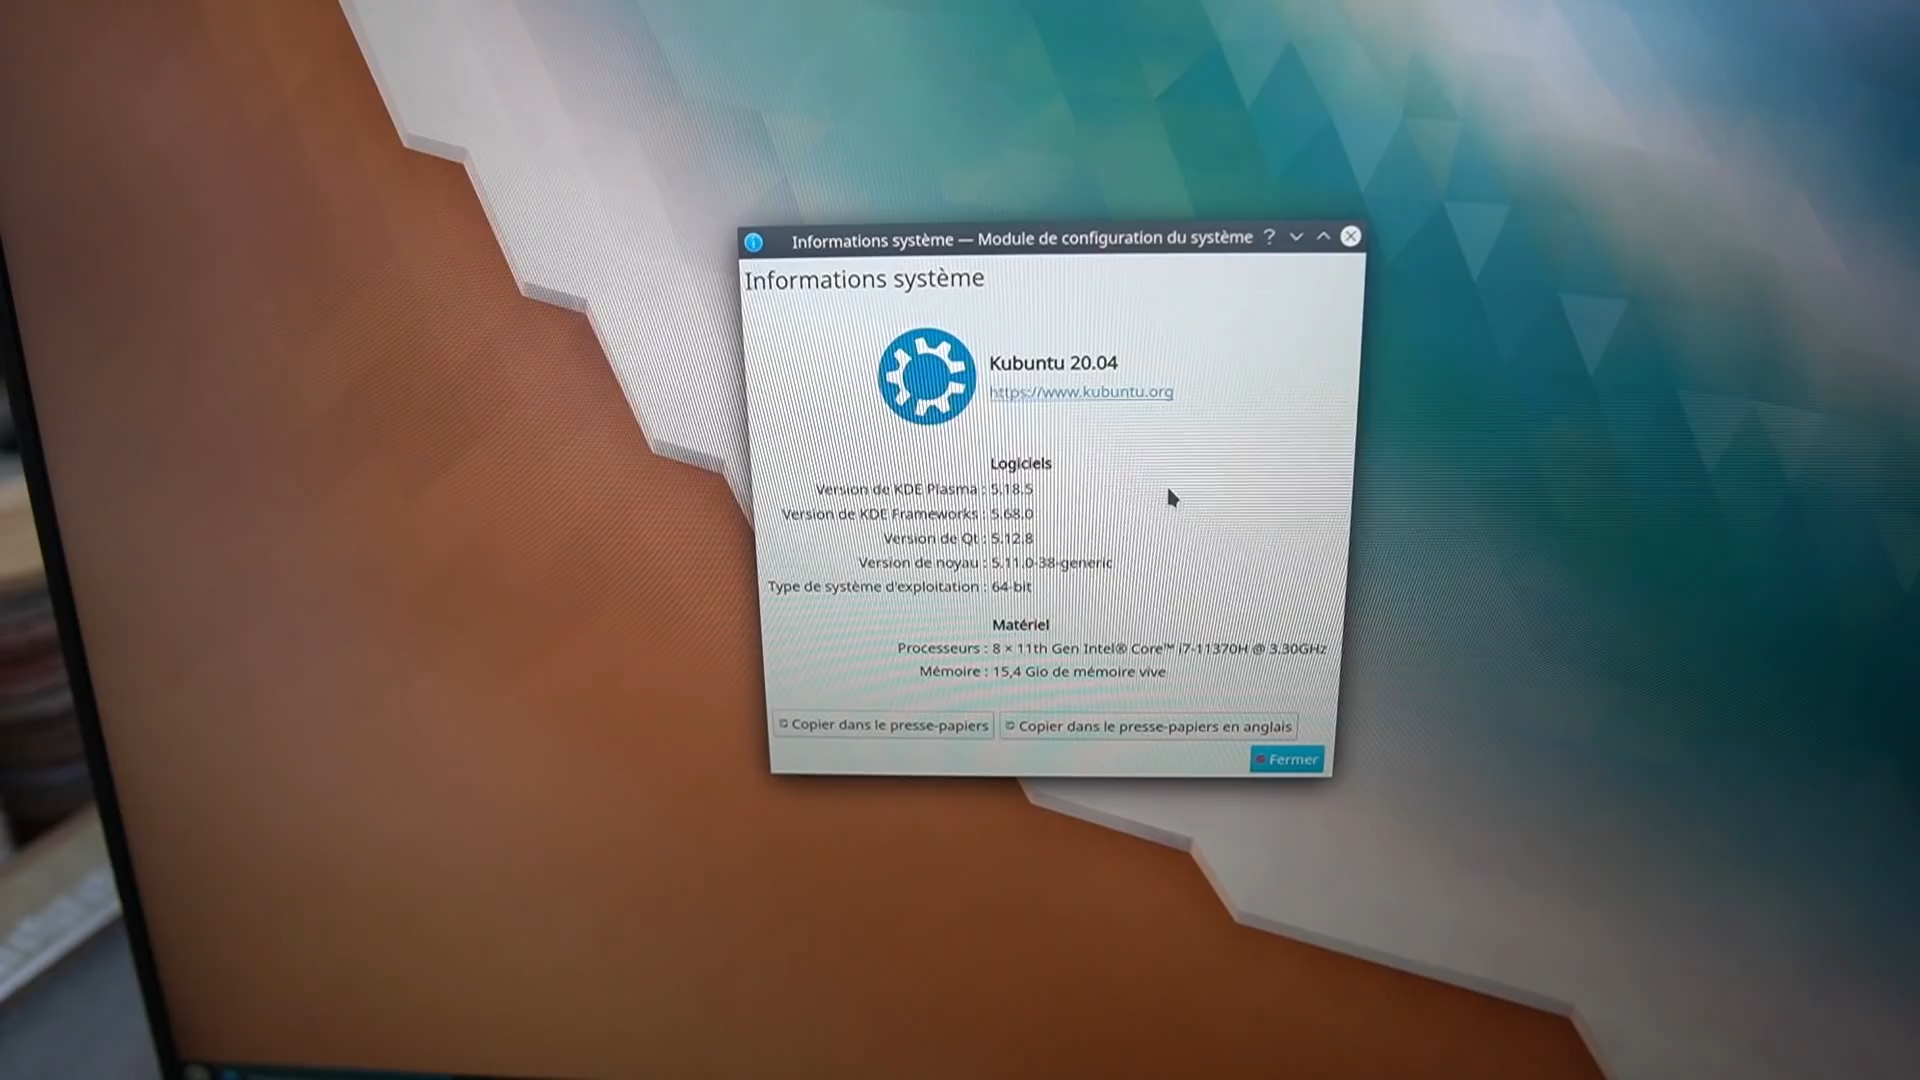 Informations système — Module de configuration du système
Informations système
Kubuntu 20.04
https://www.kubuntu.org
Logiciels
Version de KDE Plasma : 5.18.5
Version de KDE Frameworks : 5.68.0
Version de Qt : 5.12.8
Version de noyau : 5.11.0-38-generic
Type de système d'exploitation : 64-bit
Matériel
Processeurs : 8 × 11th Gen Intel® Core™ i7-11370H @ 3.30GHz
Mémoire : 15,4 Gio de mémoire vive
Copier dans le presse-papiers Copier dans le presse-papiers en anglais
Fermer